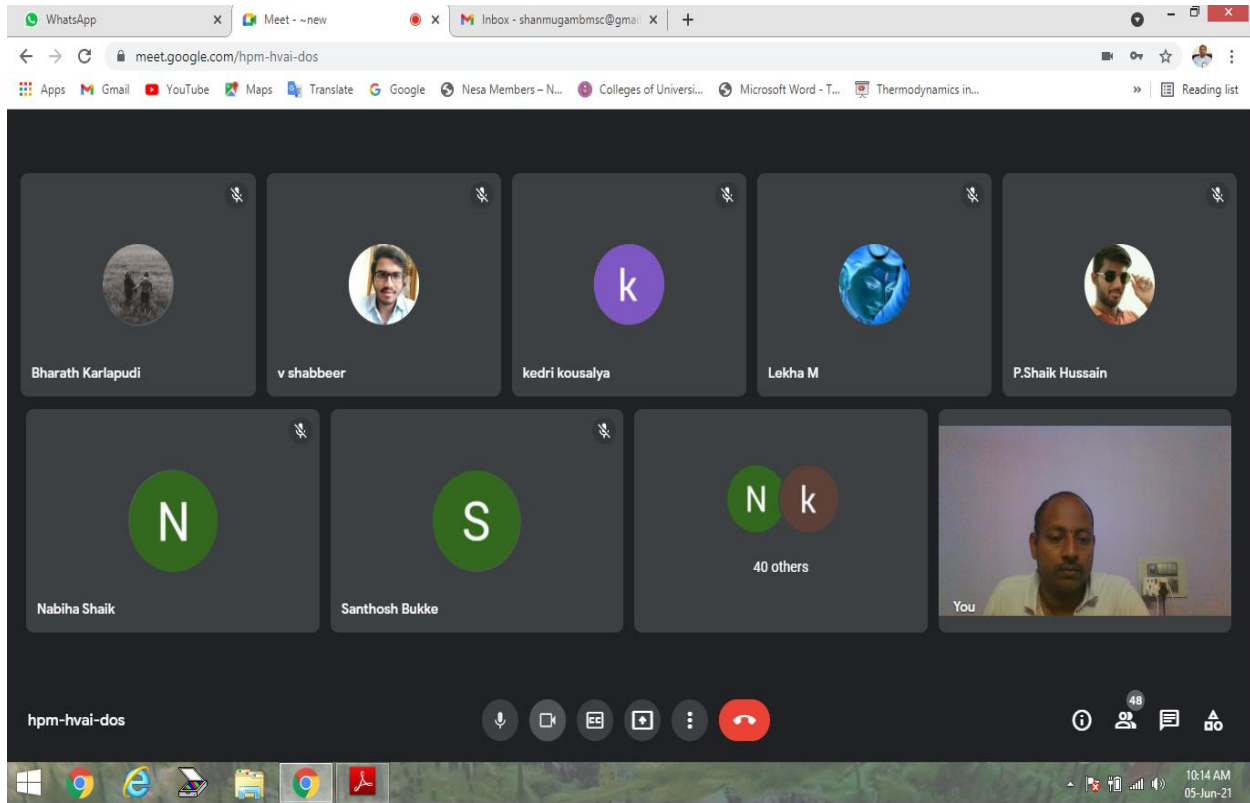 WhatsApp
Meet - ~new
Inbox - shanmugambmsc@gmai
meet.google.com/hpm-hvai-dos
Apps
Gmail
YouTube
Maps
Translate
Google
Nesa Members – N...
Colleges of Universi...
Microsoft Word - T...
Thermodynamics in...
»
Reading list
Bharath Karlapudi
v shabbeer
k
kedri kousalya
Lekha M
P.Shaik Hussain
N
Nabiha Shaik
S
Santhosh Bukke
N k
40 others
You
hpm-hvai-dos
CC
48
10:14 AM
05-Jun-21